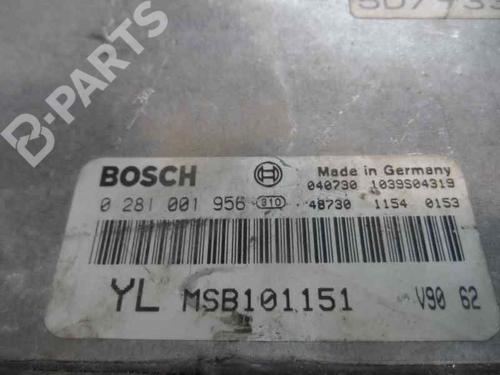 B-PARTS
BOSCH Made in Germany
040730 1039S04319
0 281 001 956 310 48730 1154 0153
YL MSB101151 V90 62